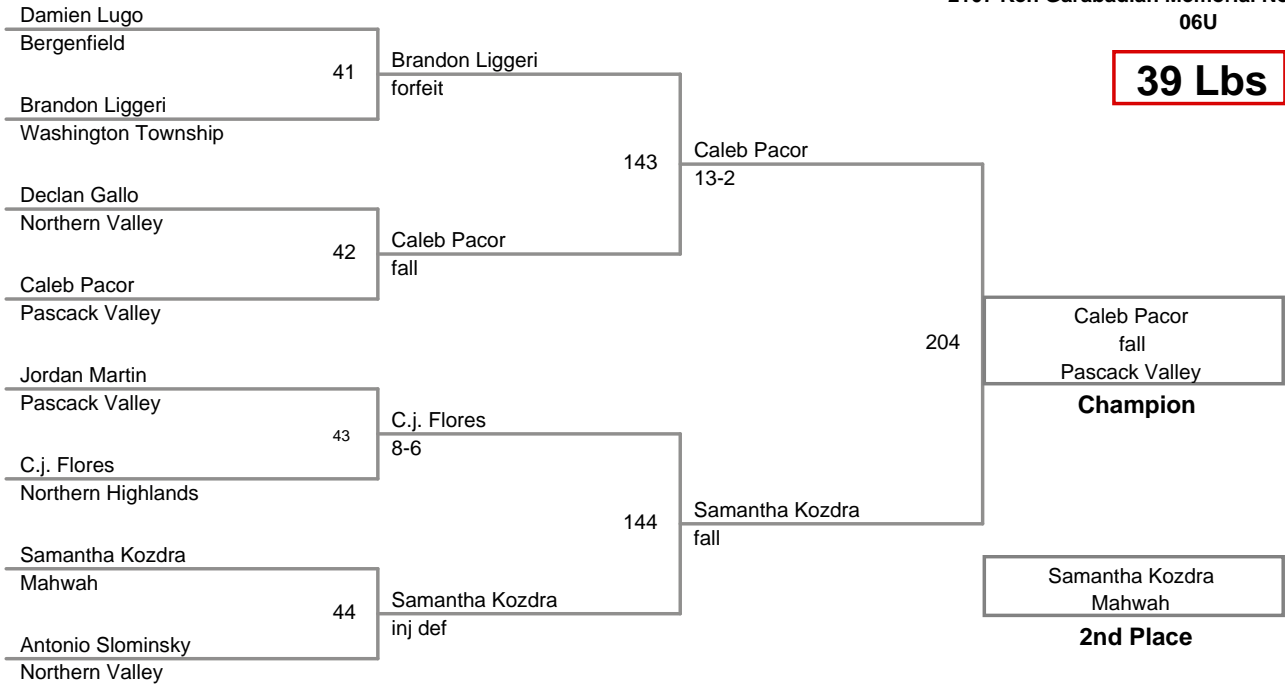 Damien Lugo
Bergenfield
41
Brandon Liggeri
Washington Township
Brandon Liggeri
forfeit
Declan Gallo
Northern Valley
42
Caleb Pacor
Pascack Valley
Caleb Pacor
fall
143
Caleb Pacor
13-2
Jordan Martin
Pascack Valley
43
C.j. Flores
Northern Highlands
C.j. Flores
8-6
Samantha Kozdra
Mahwah
44
Antonio Slominsky
Northern Valley
Samantha Kozdra
inj def
144
Samantha Kozdra
fall
204
06U
39 Lbs
Caleb Pacor
fall
Pascack Valley
Champion
Samantha Kozdra
Mahwah
2nd Place